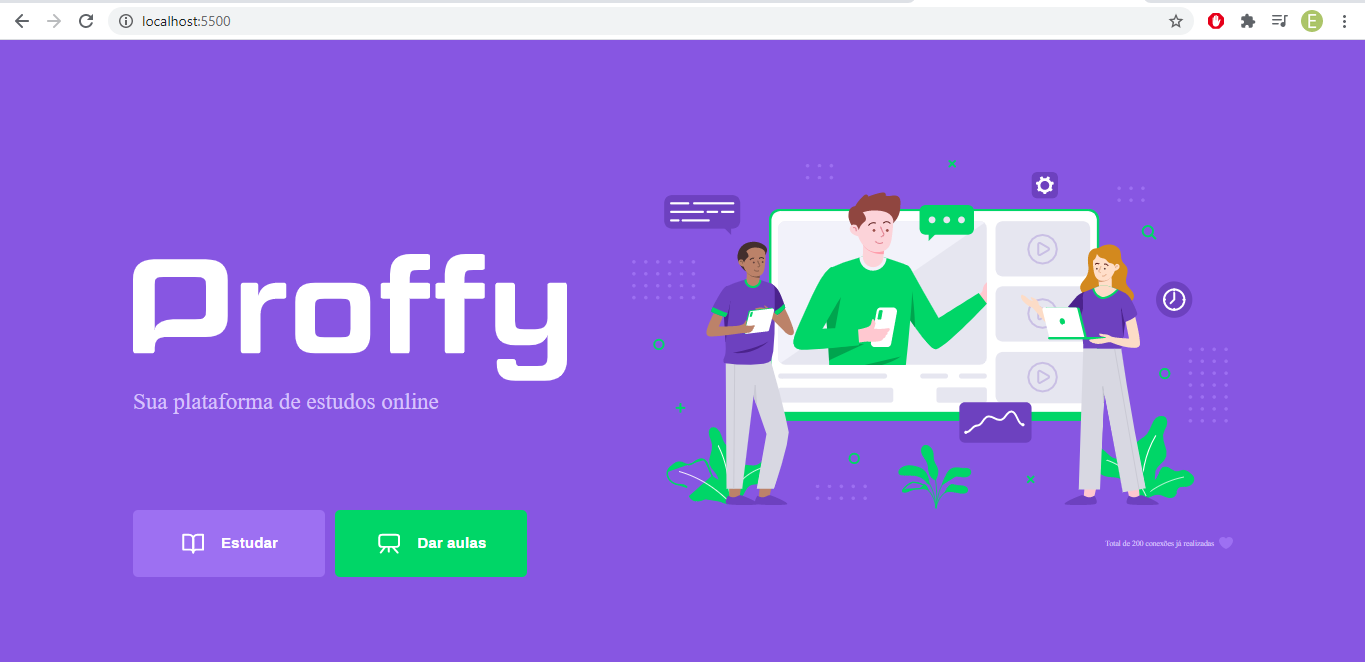 localhost:5500
E
Proffy
Sua plataforma de estudos online
Estudar
Dar aulas
Total de 200 conexões já realizadas